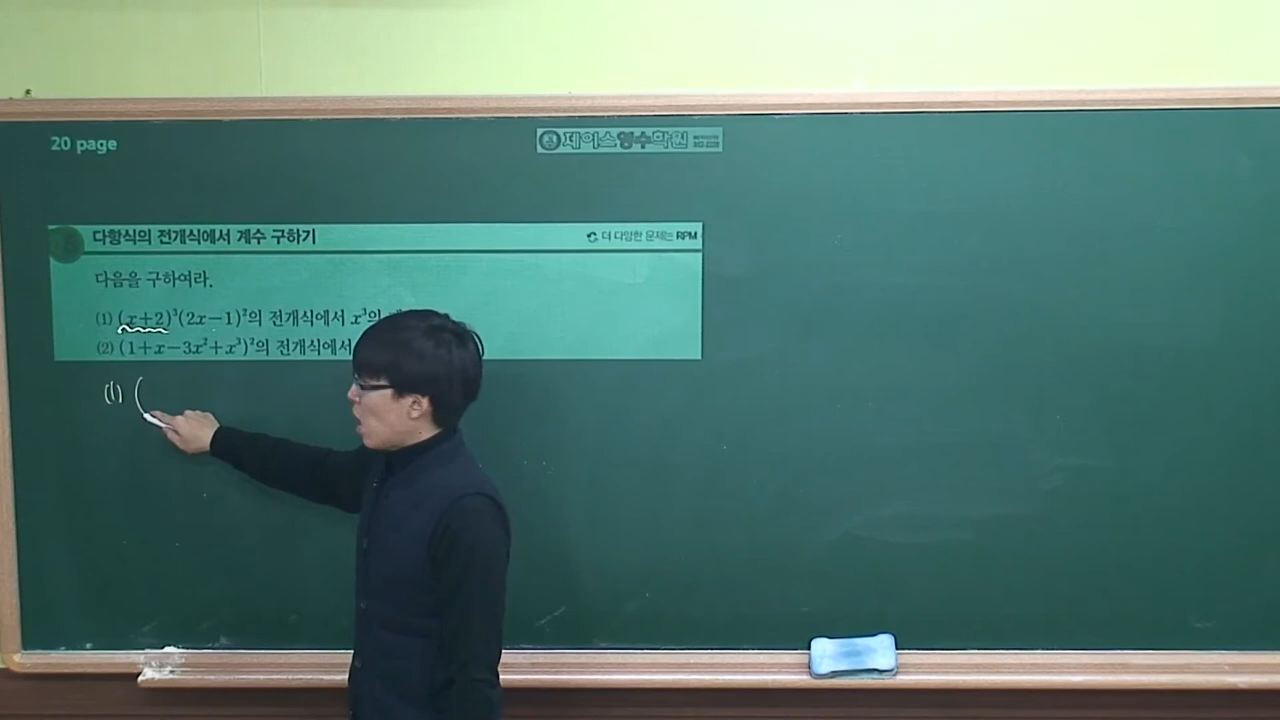 20 page
제이스영수학원
다항식의 전개식에서 계수 구하기
더 다양한 문제는 RPM
다음을 구하여라.
(1) (x+2)³(2x−1)²의 전개식에서 x³의
(2) (1+x−3x²+x³)²의 전개식에서
(1) (